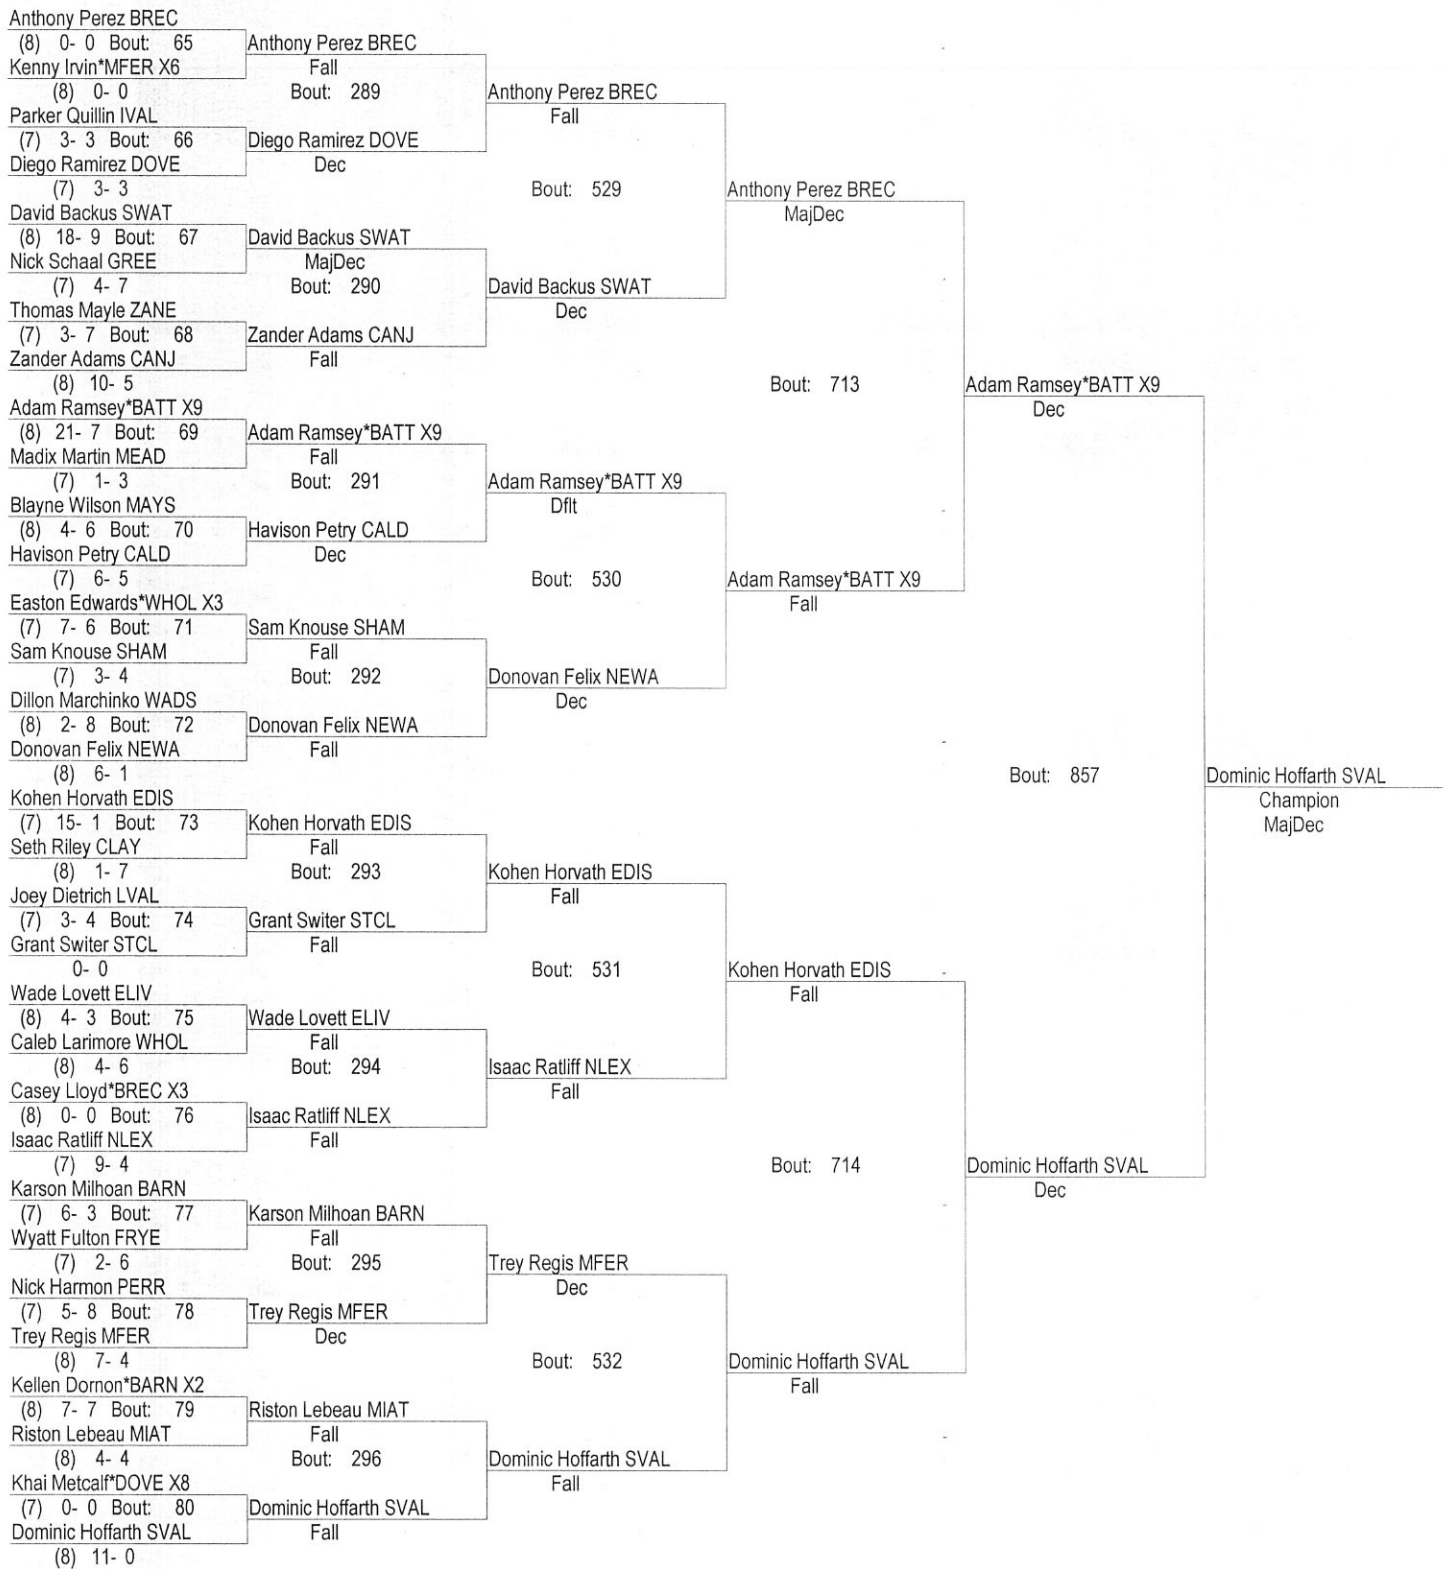 Anthony Perez BREC
(8) 0- 0 Bout: 65
Kenny Irvin*MFER X6
(8) 0- 0
Parker Quillin IVAL
(7) 3- 3 Bout: 66
Diego Ramirez DOVE
(7) 3- 3
David Backus SWAT
(8) 18- 9 Bout: 67
Nick Schaal GREE
(7) 4- 7
Thomas Mayle ZANE
(7) 3- 7 Bout: 68
Zander Adams CANJ
(8) 10- 5
Adam Ramsey*BATT X9
(8) 21- 7 Bout: 69
Madix Martin MEAD
(7) 1- 3
Blayne Wilson MAYS
(8) 4- 6 Bout: 70
Havison Petry CALD
(7) 6- 5
Easton Edwards*WHOL X3
(7) 7- 6 Bout: 71
Sam Knouse SHAM
(7) 3- 4
Dillon Marchinko WADS
(8) 2- 8 Bout: 72
Donovan Felix NEWA
(8) 6- 1
Kohen Horvath EDIS
(7) 15- 1 Bout: 73
Seth Riley CLAY
(8) 1- 7
Joey Dietrich LVAL
(7) 3- 4 Bout: 74
Grant Switer STCL
0- 0
Wade Lovett ELIV
(8) 4- 3 Bout: 75
Caleb Larimore WHOL
(8) 4- 6
Casey Lloyd*BREC X3
(8) 0- 0 Bout: 76
Isaac Ratliff NLEX
(7) 9- 4
Karson Milhoan BARN
(7) 6- 3 Bout: 77
Wyatt Fulton FRYE
(7) 2- 6
Nick Harmon PERR
(7) 5- 8 Bout: 78
Trey Regis MFER
(8) 7- 4
Kellen Dornon*BARN X2
(8) 7- 7 Bout: 79
Riston Lebeau MIAT
(8) 4- 4
Khai Metcalf*DOVE X8
(7) 0- 0 Bout: 80
Dominic Hoffarth SVAL
(8) 11- 0
Anthony Perez BREC
Fall
Bout: 289
Diego Ramirez DOVE
Dec
David Backus SWAT
MajDec
Bout: 290
Zander Adams CANJ
Fall
Adam Ramsey*BATT X9
Fall
Bout: 291
Havison Petry CALD
Dec
Sam Knouse SHAM
Fall
Bout: 292
Donovan Felix NEWA
Fall
Kohen Horvath EDIS
Fall
Bout: 293
Grant Switer STCL
Fall
Wade Lovett ELIV
Fall
Bout: 294
Isaac Ratliff NLEX
Fall
Karson Milhoan BARN
Fall
Bout: 295
Trey Regis MFER
Dec
Riston Lebeau MIAT
Fall
Bout: 296
Dominic Hoffarth SVAL
Fall
Anthony Perez BREC
Fall
Bout: 529
David Backus SWAT
Dec
Adam Ramsey*BATT X9
Dflt
Bout: 530
Donovan Felix NEWA
Dec
Kohen Horvath EDIS
Fall
Bout: 531
Isaac Ratliff NLEX
Fall
Trey Regis MFER
Dec
Bout: 532
Dominic Hoffarth SVAL
Fall
Anthony Perez BREC
MajDec
Bout: 713
Adam Ramsey*BATT X9
Fall
Kohen Horvath EDIS
Fall
Bout: 714
Dominic Hoffarth SVAL
Fall
Adam Ramsey*BATT X9
Dec
Bout: 857
Dominic Hoffarth SVAL
Dec
Dominic Hoffarth SVAL
Champion
MajDec